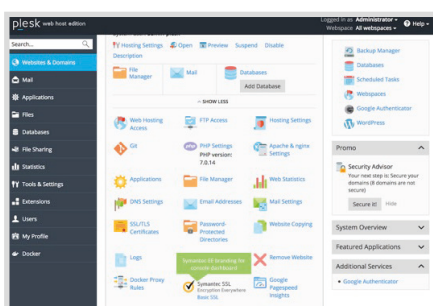 plesk web host edition
Logged in as Administrator
Webspace All webspaces
Help
Search...
Websites & Domains
Mail
Applications
Files
Databases
File Sharing
Statistics
Tools & Settings
Extensions
Users
My Profile
Docker
Hosting Settings Open Preview Suspend Disable
Description
File Manager
Mail
Databases
Add Database
SHOW LESS
Web Hosting Access
FTP Access
Hosting Settings
Git
PHP Settings
PHP version: 7.0.14
Apache & nginx Settings
Applications
File Manager
Web Statistics
DNS Settings
Email Addresses
Mail Settings
SSL/TLS Certificates
Password-Protected Directories
Website Copying
Logs
Symantec EE branding for
Remove Website
Docker Proxy Rules
Symantec SSL
Encryption Everywhere
Basic SSL
Google Pagespeed Insights
Backup Manager
Databases
Scheduled Tasks
Webspaces
Google Authenticator
WordPress
Promo
Security Advisor
Your next step is: Secure your domains (8 domains are not secure)
Secure it! Hide
System Overview
Featured Applications
Additional Services
Google Authenticator